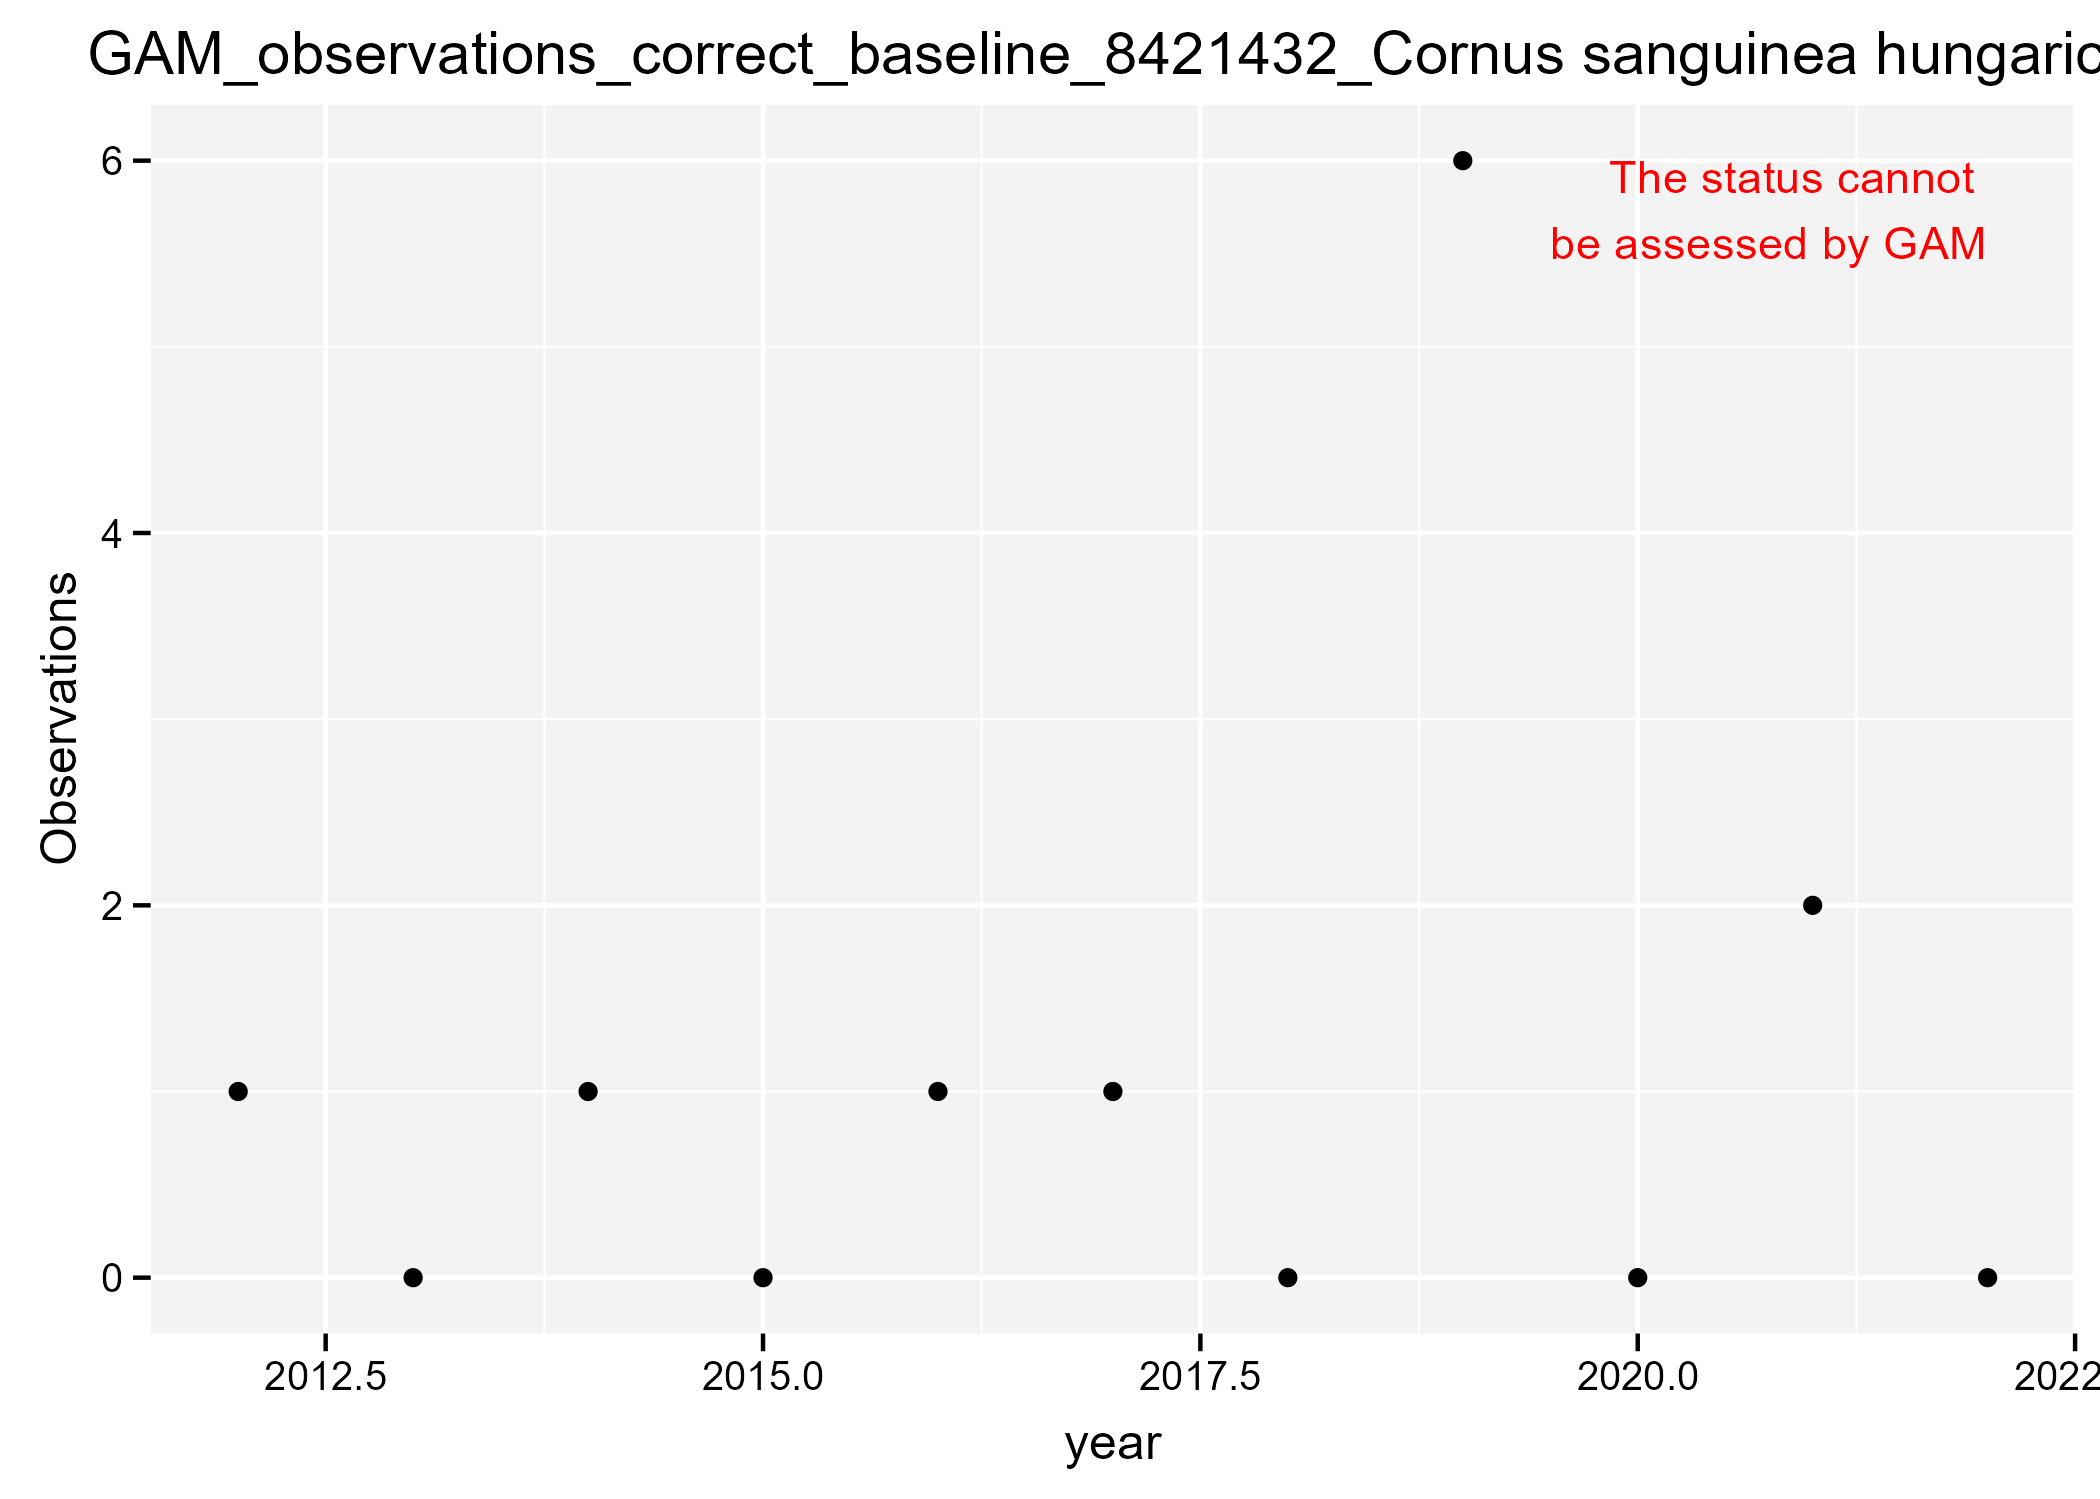 GAM_observations_correct_baseline_8421432_Cornus sanguinea hungaric
6
The status cannot
be assessed by GAM
4
Observations
2
0
2012.5 2015.0 2017.5 2020.0 2022
year